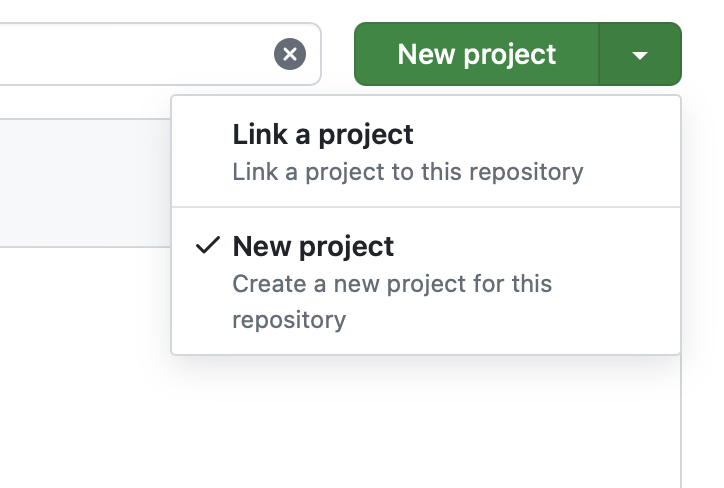 New project
Link a project
Link a project to this repository
New project
Create a new project for this
repository